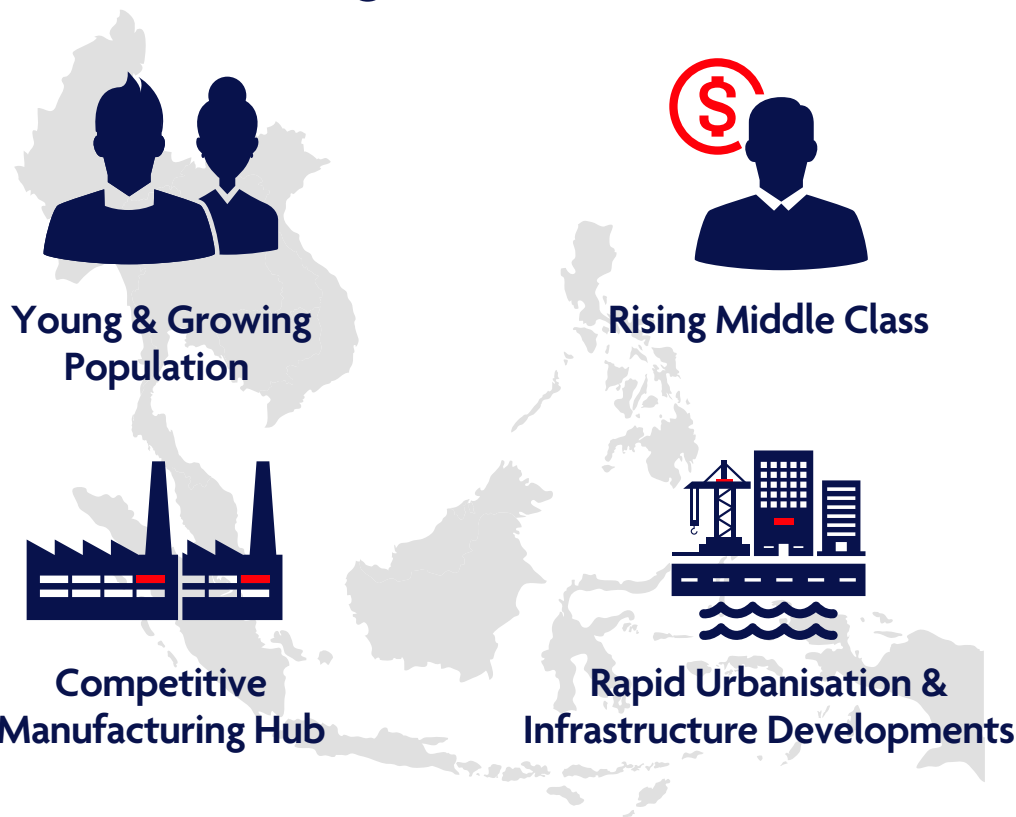 Young & Growing
Population
Rising Middle Class
Competitive
Manufacturing Hub
Rapid Urbanisation &
Infrastructure Developments
$